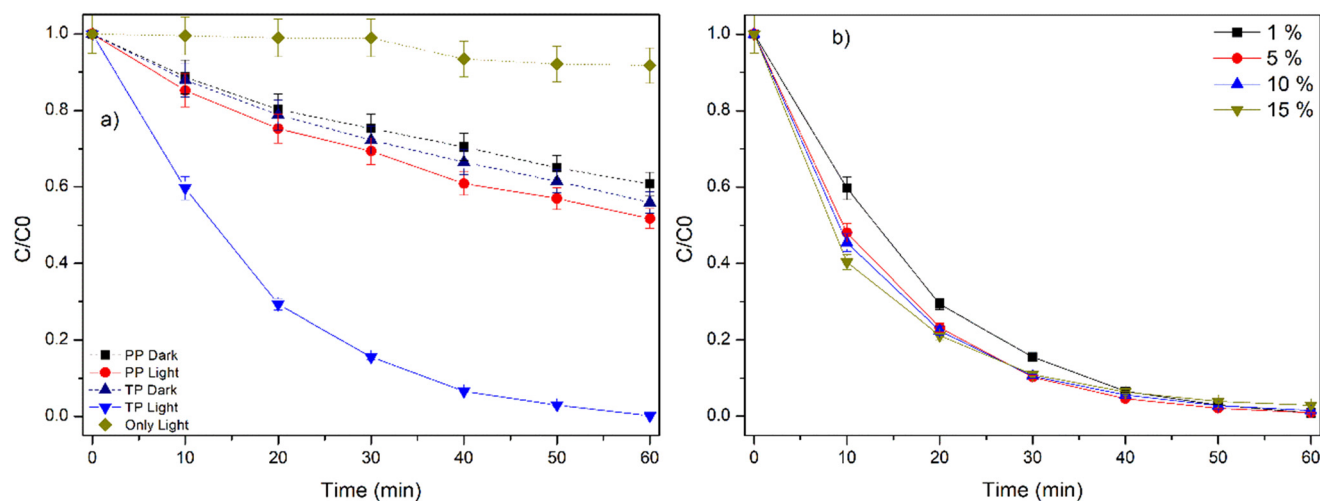 a)
C/C0
1.0
0.8
0.6
0.4
0.2
0.0
PP Dark
PP Light
TP Dark
TP Light
Only Light
0 10 20 30 40 50 60
Time (min)
b)
C/C0
1.0
0.8
0.6
0.4
0.2
0.0
1 %
5 %
10 %
15 %
0 10 20 30 40 50 60
Time (min)